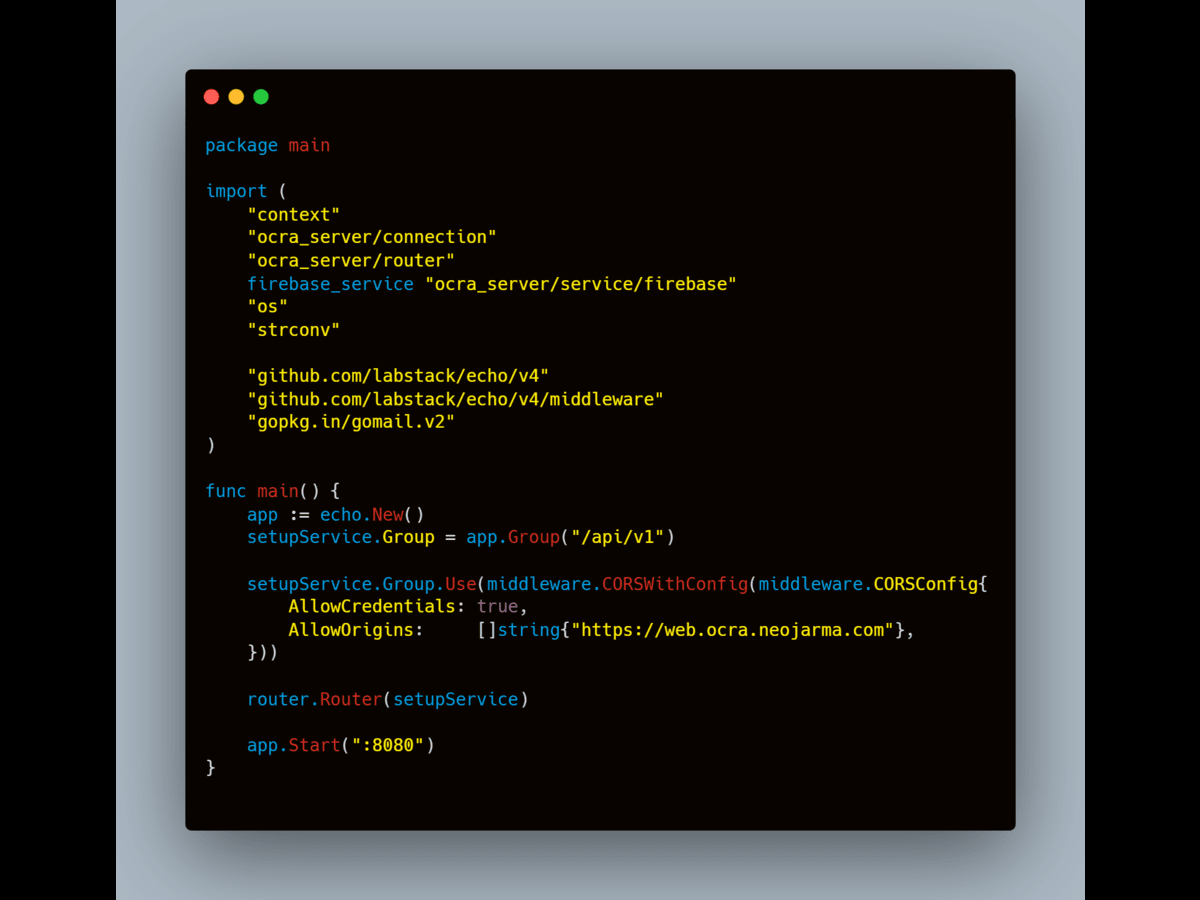 package main
import (
"context"
"ocra_server/connection"
"ocra_server/router"
firebase_service "ocra_server/service/firebase"
"os"
"strconv"
"github.com/labstack/echo/v4"
"github.com/labstack/echo/v4/middleware"
"gopkg.in/gomail.v2"
)
func main() {
app := echo.New()
setupService.Group = app.Group("/api/v1")
setupService.Group.Use(middleware.CORSWithConfig(middleware.CORSConfig{
AllowCredentials: true,
AllowOrigins:     []string{"https://web.ocra.neojarma.com"},
}))
router.Router(setupService)
app.Start(":8080")
}